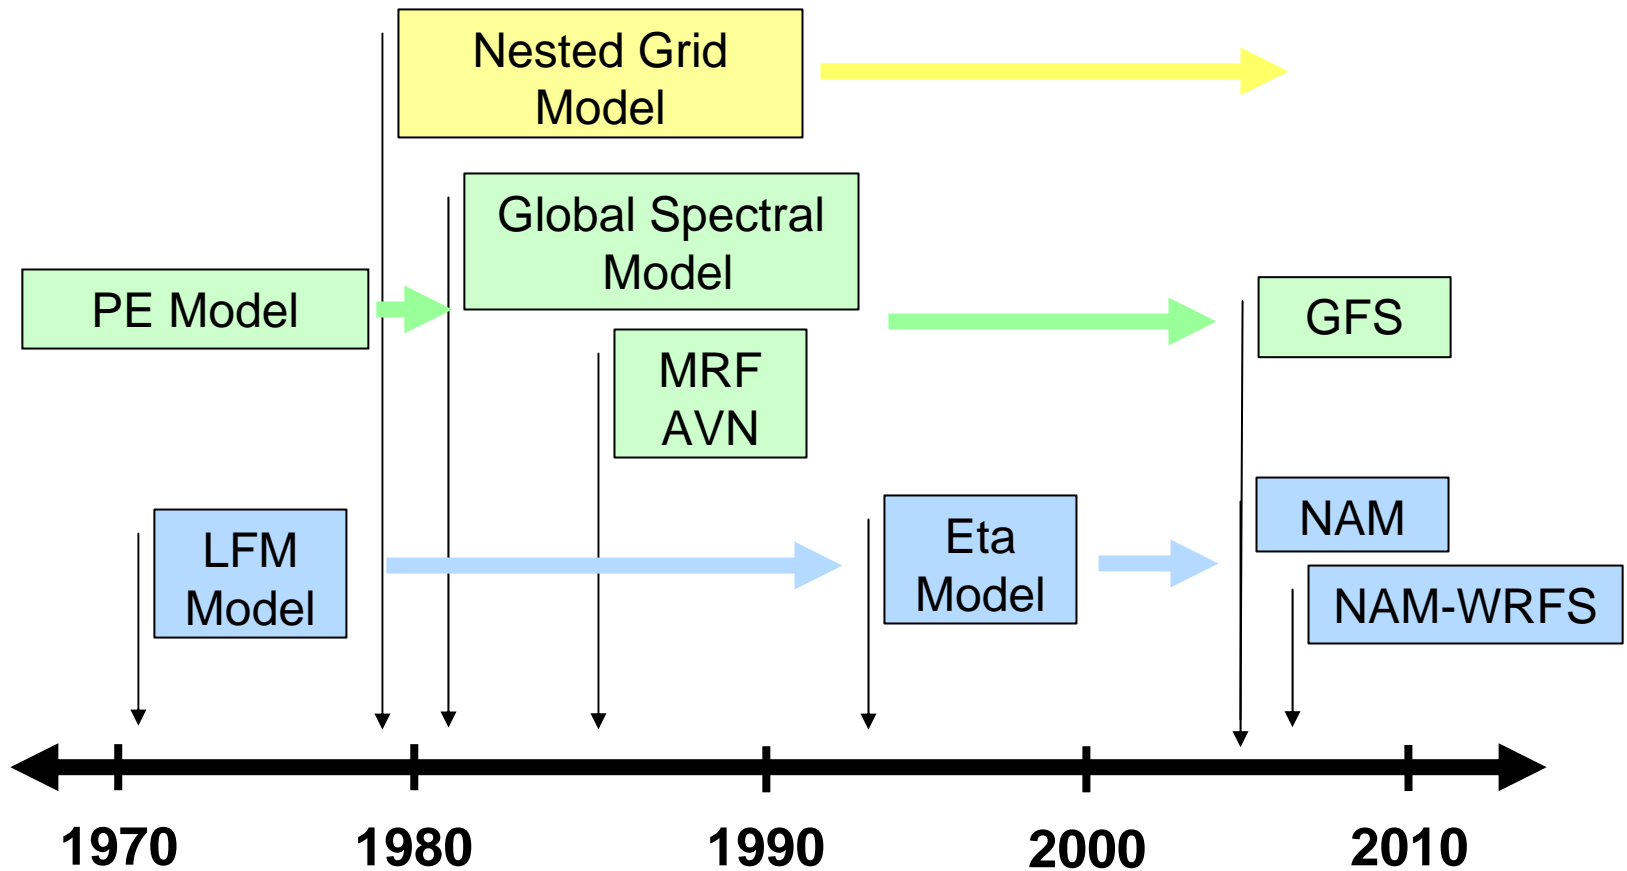 Nested Grid
Model
Global Spectral
Model
PE Model
GFS
MRF
AVN
NAM
LFM
Model
Eta
Model
NAM-WRFS
1970
1980
1990
2000
2010